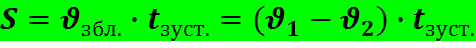 S = ϑзбл. · tзуст. = (ϑ1 − ϑ2) · tзуст.